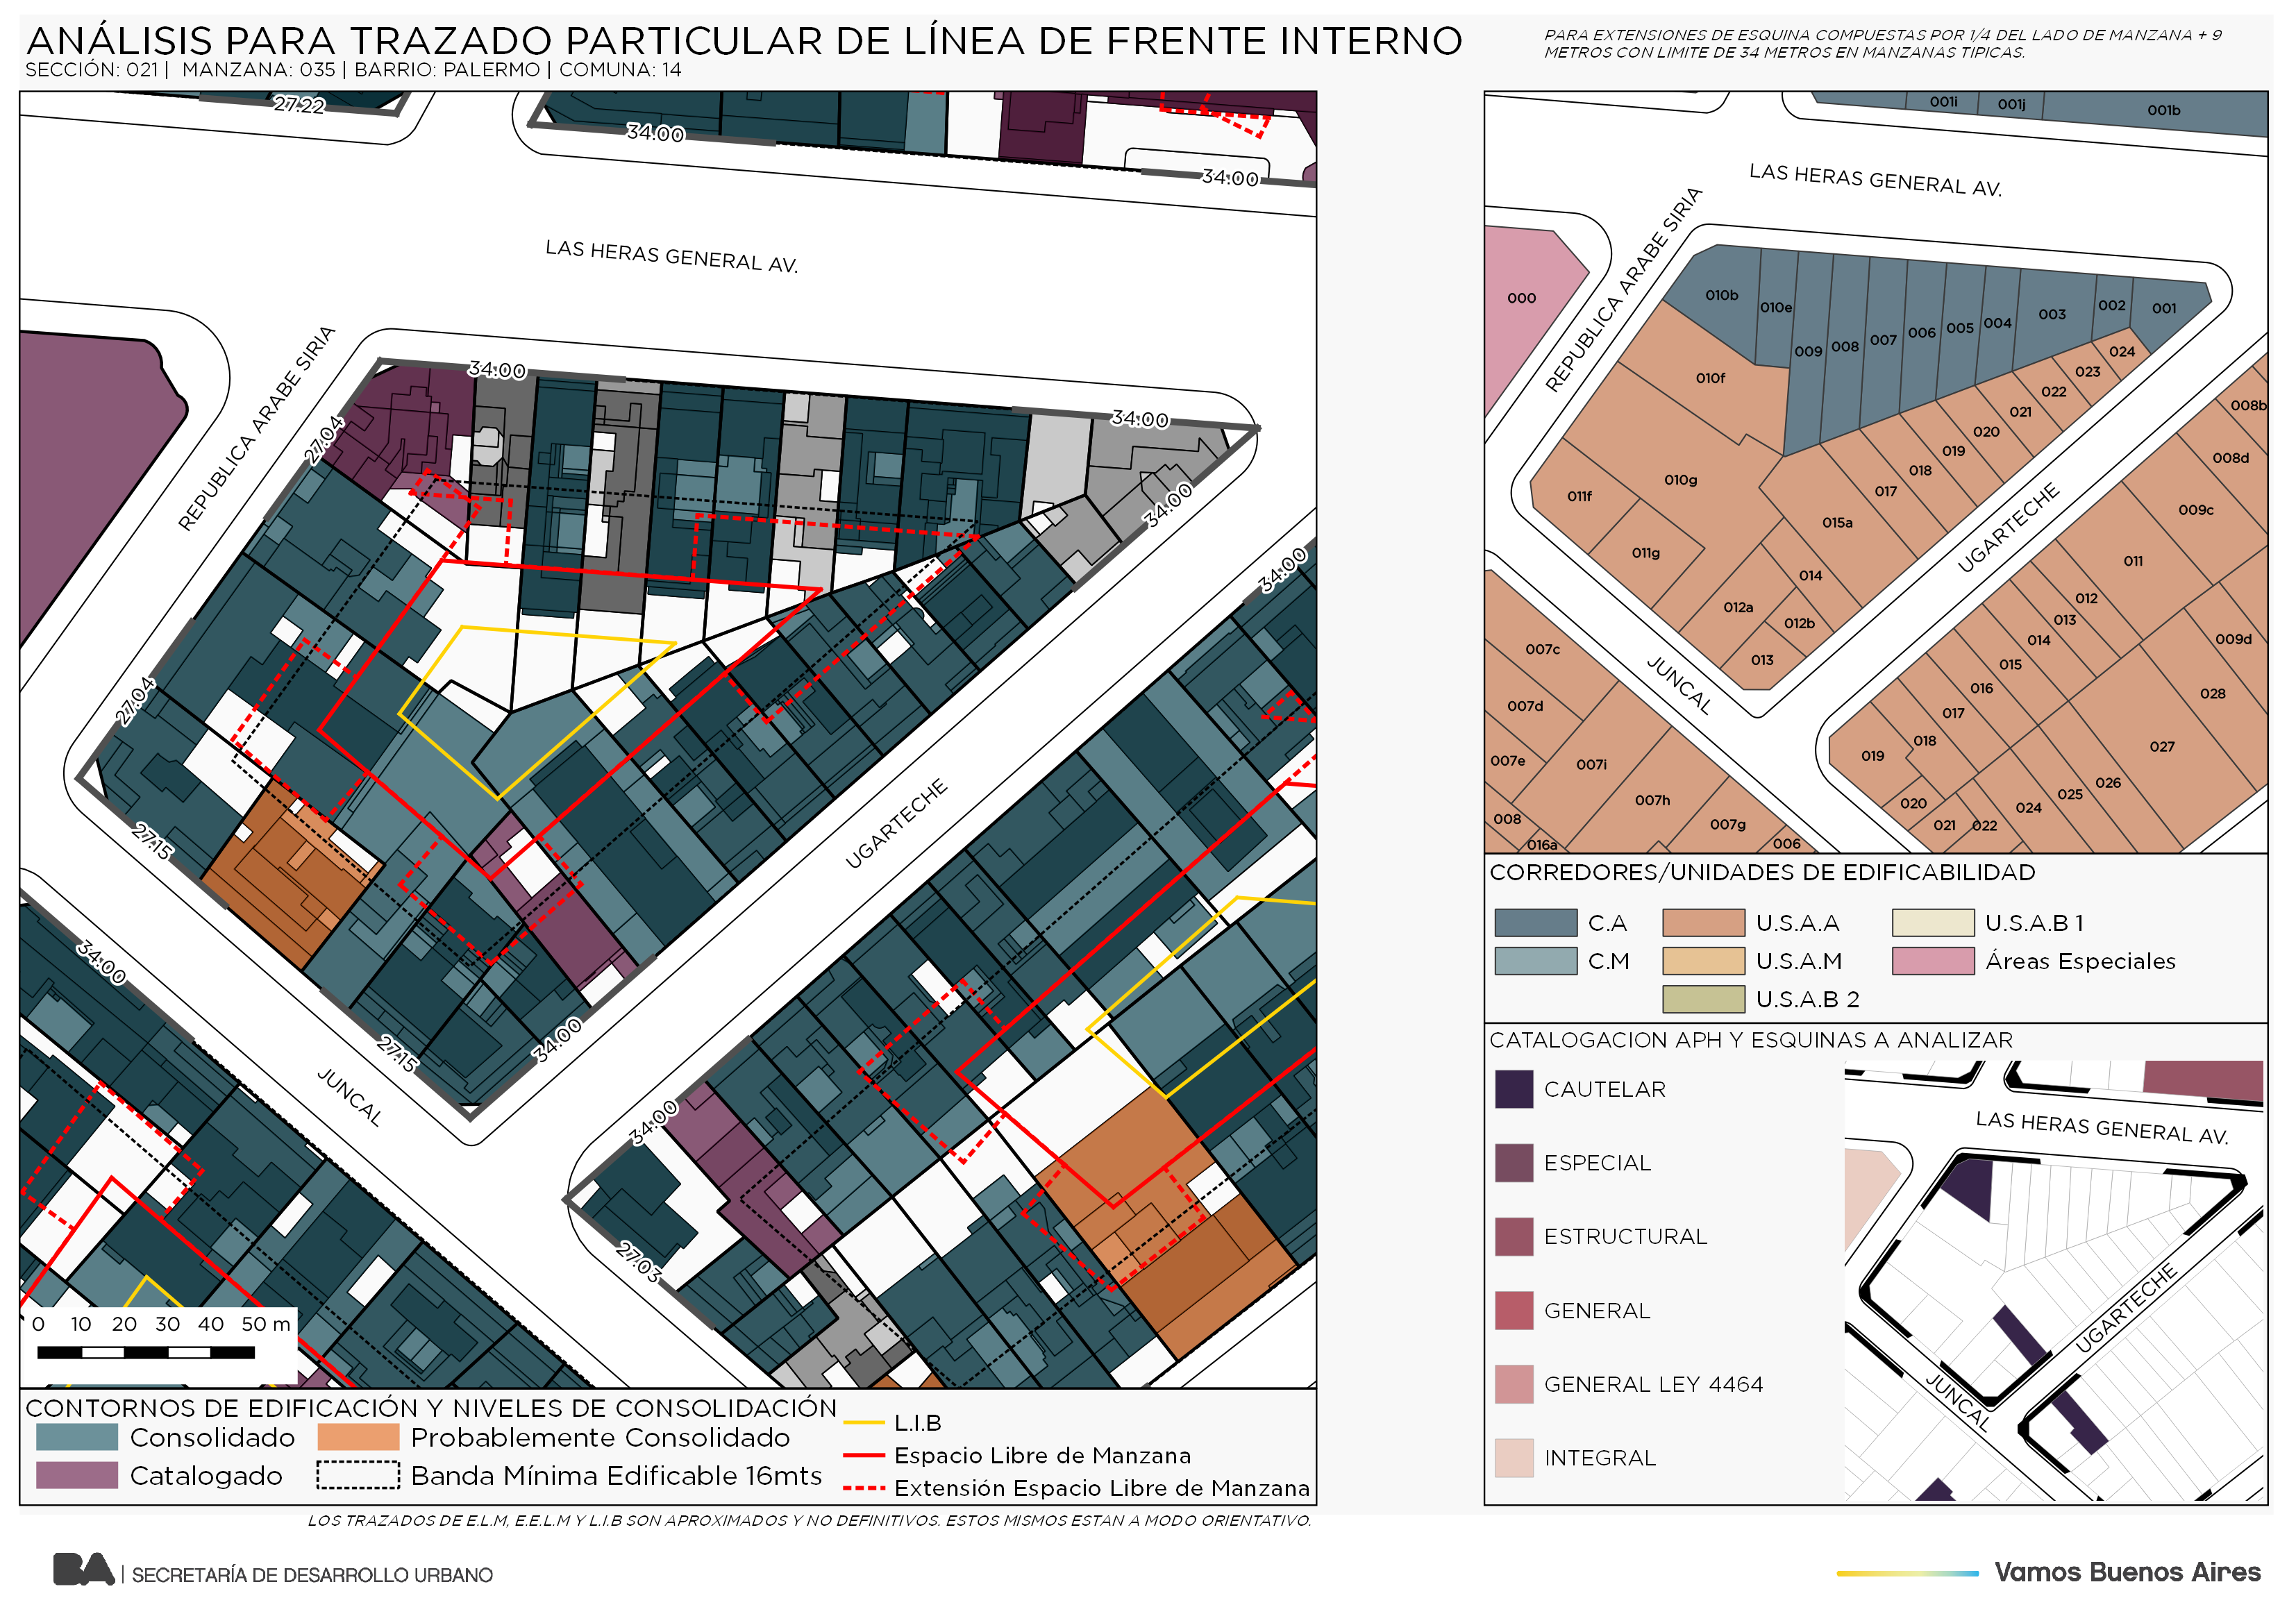 ANÁLISIS PARA TRAZADO PARTICULAR DE LÍNEA DE FRENTE INTERNO
SECCIÓN: 021 | MANZANA: 035 | BARRIO: PALERMO | COMUNA: 14
PARA EXTENSIONES DE ESQUINA COMPUESTAS POR 1/4 DEL LADO DE MANZANA + 9
METROS CON LIMITE DE 34 METROS EN MANZANAS TIPICAS.
27.22
34.00
34.00
LAS HERAS GENERAL AV.
REPUBLICA ARABE SIRIA
34.00
34.00
27.04
34.00
34.00
27.04
27.15
UGARTECHE
34.00
34.00
27.15
JUNCAL
34.00
27.03
0 10 20 30 40 50 m
CONTORNOS DE EDIFICACIÓN Y NIVELES DE CONSOLIDACIÓN
Consolidado
Probablemente Consolidado
Catalogado
Banda Mínima Edificable 16mts
L.I.B
Espacio Libre de Manzana
Extensión Espacio Libre de Manzana
LOS TRAZADOS DE E.L.M, E.E.L.M Y L.I.B SON APROXIMADOS Y NO DEFINITIVOS. ESTOS MISMOS ESTAN A MODO ORIENTATIVO.
001i
001j
001b
LAS HERAS GENERAL AV.
REPUBLICA ARABE SIRIA
000
010b
010e
009
008
007
006
005
004
003
002
001
024
023
022
021
020
019
018
017
015a
010f
010g
011f
011g
014
012a
012b
013
UGARTECHE
JUNCAL
008b
008d
009c
011
012
013
014
015
016
017
018
019
020
021
022
024
025
026
027
028
009d
007c
007d
007e
007i
007h
007g
008
016a
006
CORREDORES/UNIDADES DE EDIFICABILIDAD
C.A
U.S.A.A
U.S.A.B 1
C.M
U.S.A.M
Áreas Especiales
U.S.A.B 2
CATALOGACION APH Y ESQUINAS A ANALIZAR
CAUTELAR
ESPECIAL
ESTRUCTURAL
GENERAL
GENERAL LEY 4464
INTEGRAL
LAS HERAS GENERAL AV.
UGARTECHE
JUNCAL
BA | SECRETARÍA DE DESARROLLO URBANO
Vamos Buenos Aires